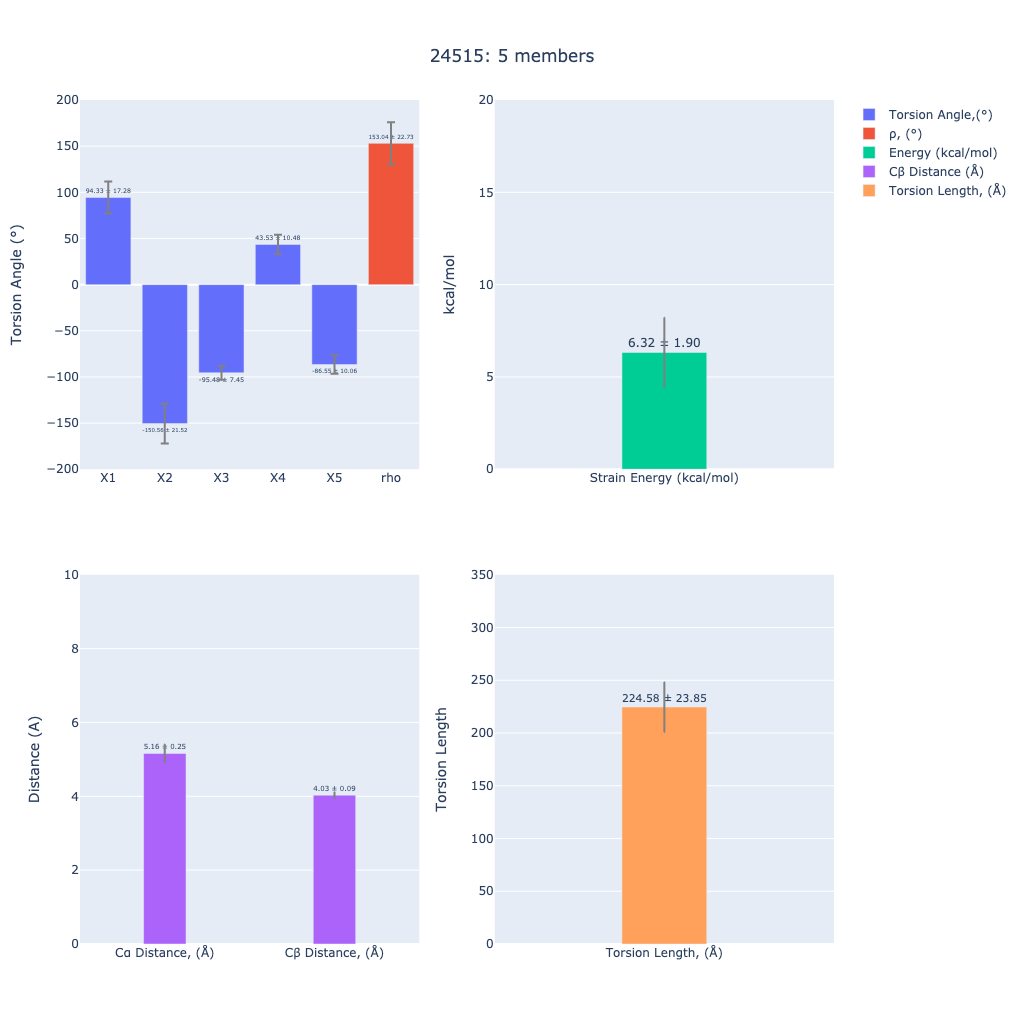 24515: 5 members
Torsion Angle (°)
200
150
100
50
0
−50
−100
−150
−200
94.33 ± 17.28
-150.56 ± 21.52
-95.48 ± 7.45
43.53 ± 10.48
-86.55 ± 10.06
153.04 ± 22.73
X1 X2 X3 X4 X5 rho
kcal/mol
20
15
10
5
0
6.32 ± 1.90
Strain Energy (kcal/mol)
Torsion Angle,(°)
ρ, (°)
Energy (kcal/mol)
Cβ Distance (Å)
Torsion Length, (Å)
Distance (A)
10
8
6
4
2
0
5.16 ± 0.25
4.03 ± 0.09
Cα Distance, (Å) Cβ Distance, (Å)
Torsion Length
350
300
250
200
150
100
50
0
224.58 ± 23.85
Torsion Length, (Å)